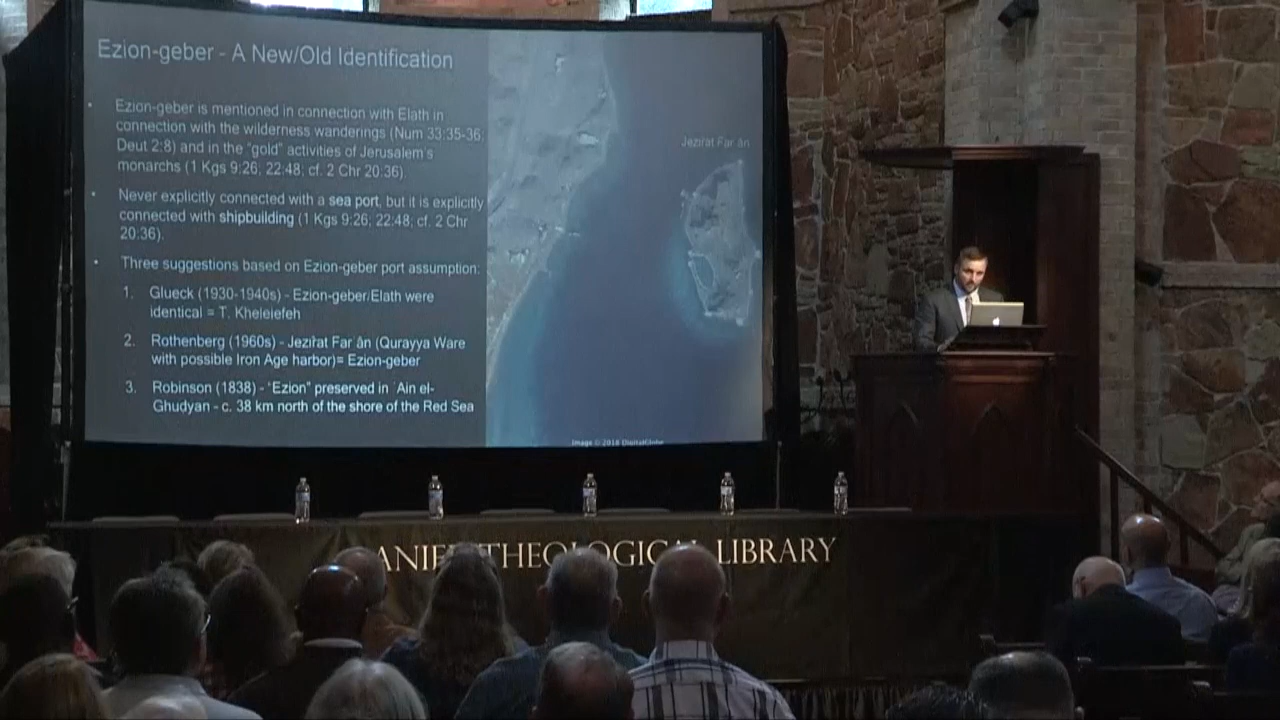 Ezion-geber - A New/Old Identification
Ezion-geber is mentioned in connection with Elath in
connection with the wilderness wanderings (Num 33:35-36;
Deut 2:8) and in the "gold" activities of Jerusalem's
monarchs (1 Kgs 9:26; 22:48; cf. 2 Chr 20:36).
Never explicitly connected with a sea port, but it is explicitly
connected with shipbuilding (1 Kgs 9:26; 22:48; cf. 2 Chr
20:36).
Three suggestions based on Ezion-geber port assumption:
1. Glueck (1930-1940s) - Ezion-geber/Elath were
identical = T. Kheleifeh
2. Rothenberg (1960s) - Jezîrat Far'ân (Qurayya Ware
with possible Iron Age harbor)= Ezion-geber
3. Robinson (1838) - "Ezion" preserved in 'Ain el-
Ghudyan - c. 38 km north of the shore of the Red Sea
Jezîrat Far'ân
Image © 2018 DigitalGlobe
ANIEL THEOLOGICAL LIBRARY